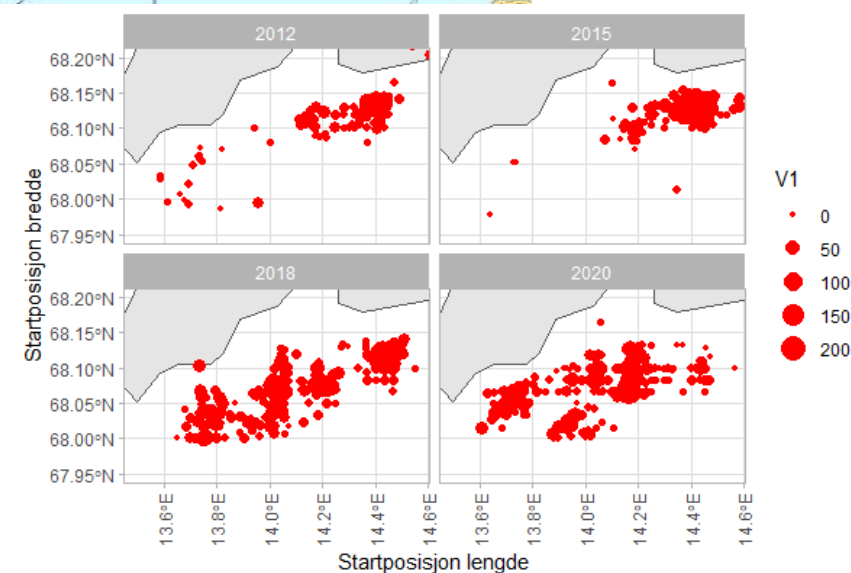 2012
2015
68.20°N
68.15°N
68.10°N
68.05°N
68.00°N
67.95°N
2018
2020
68.20°N
68.15°N
68.10°N
68.05°N
68.00°N
67.95°N
13.6°E
13.8°E
14.0°E
14.2°E
14.4°E
14.6°E
13.6°E
13.8°E
14.0°E
14.2°E
14.4°E
14.6°E
Startposisjon lengde
Startposisjon bredde
V1
0
50
100
150
200